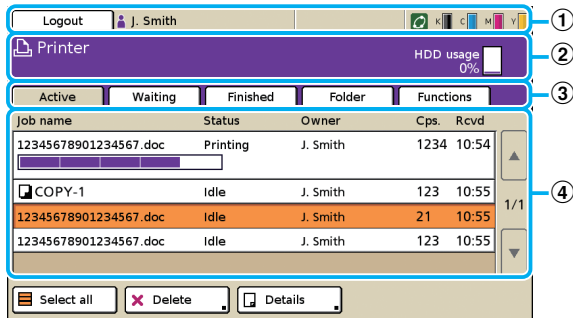 Logout J. Smith K C M Y ①
Printer
HDD usage ②
0%
Active Waiting Finished Folder Functions ③
Job name Status Owner Cps. Rcvd
12345678901234567.doc Printing J. Smith 1234 10:54
COPY-1 Idle J. Smith 123 10:55 ④
1/1
12345678901234567.doc Idle J. Smith 21 10:55
12345678901234567.doc Idle J. Smith 123 10:55
Select all Delete Details